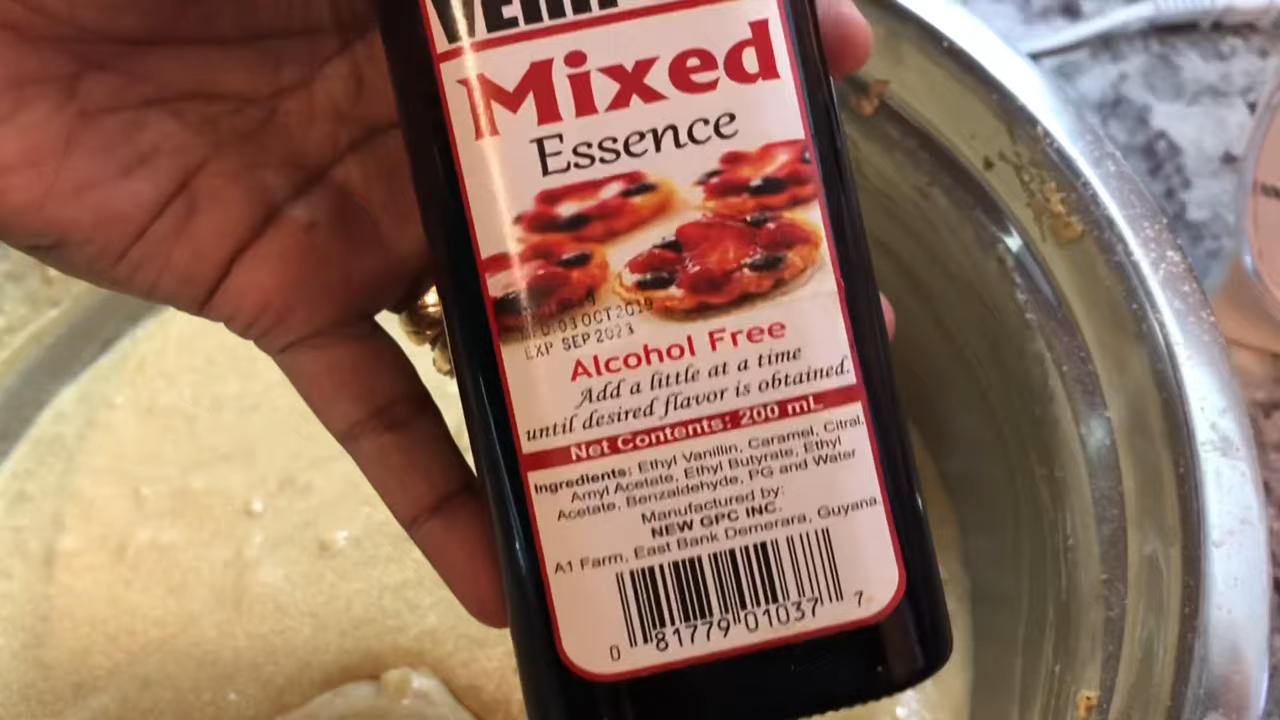 Mixed
Essence
03 OCT 2019
EXP SEP 2023
Alcohol Free
Add a little at a time
until desired flavor is obtained.
Net Contents: 200 mL
Ingredients: Ethyl Vanillin, Caramel, Citral,
Amyl Acetate, Ethyl Butyrate, Ethyl
Acetate, Benzaldehyde, PG and Water
Manufactured by:
NEW GPC INC.
A1 Farm, East Bank Demerara, Guyana.
0 81779 01037 7